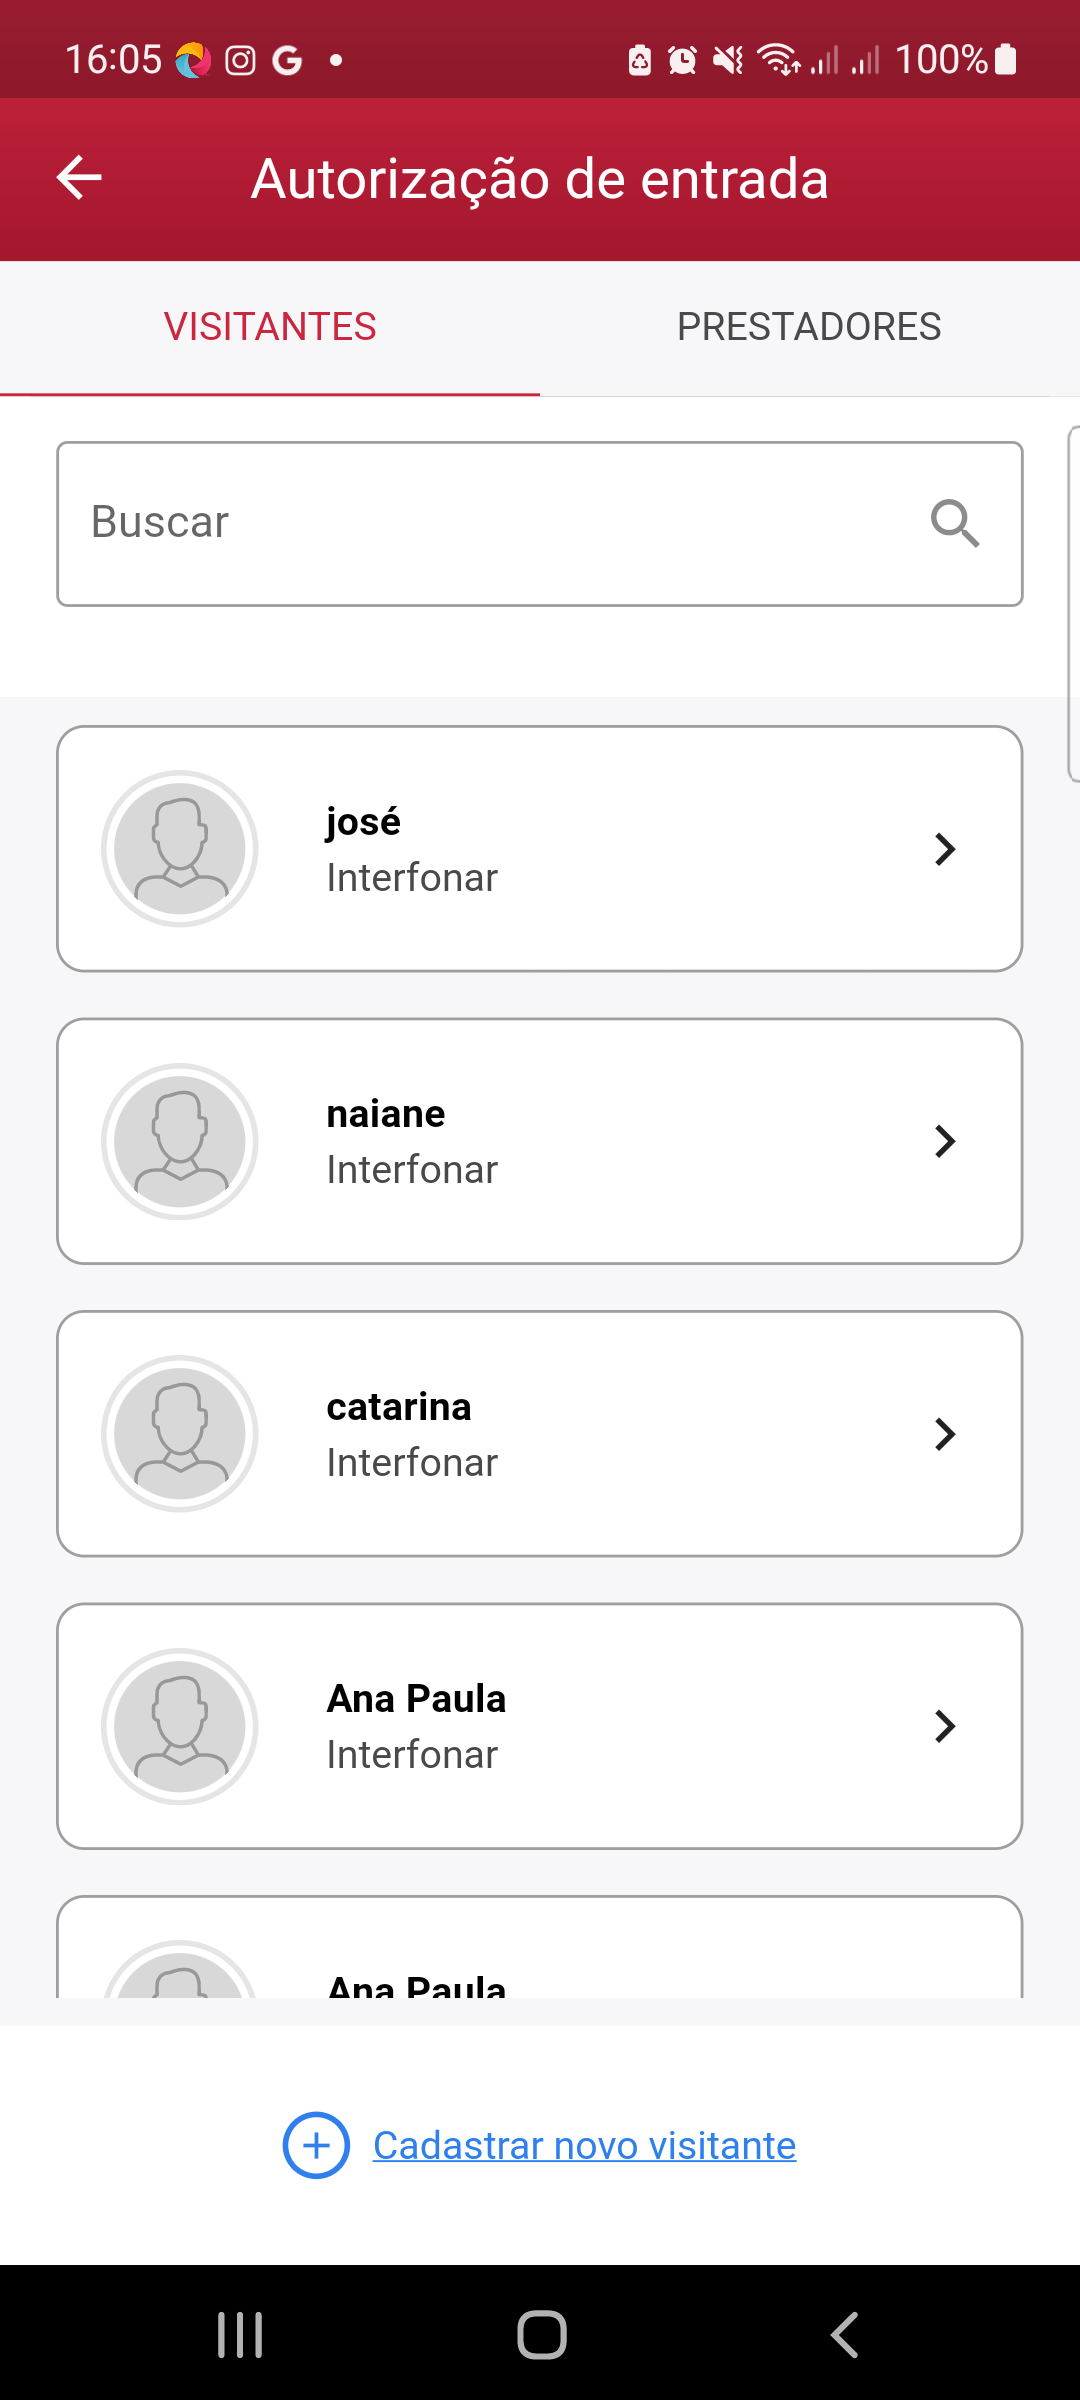 16:05
100%
Autorização de entrada
VISITANTES
PRESTADORES
Buscar
josé
Interfonar
naiane
Interfonar
catarina
Interfonar
Ana Paula
Interfonar
Ana Paula
Cadastrar novo visitante